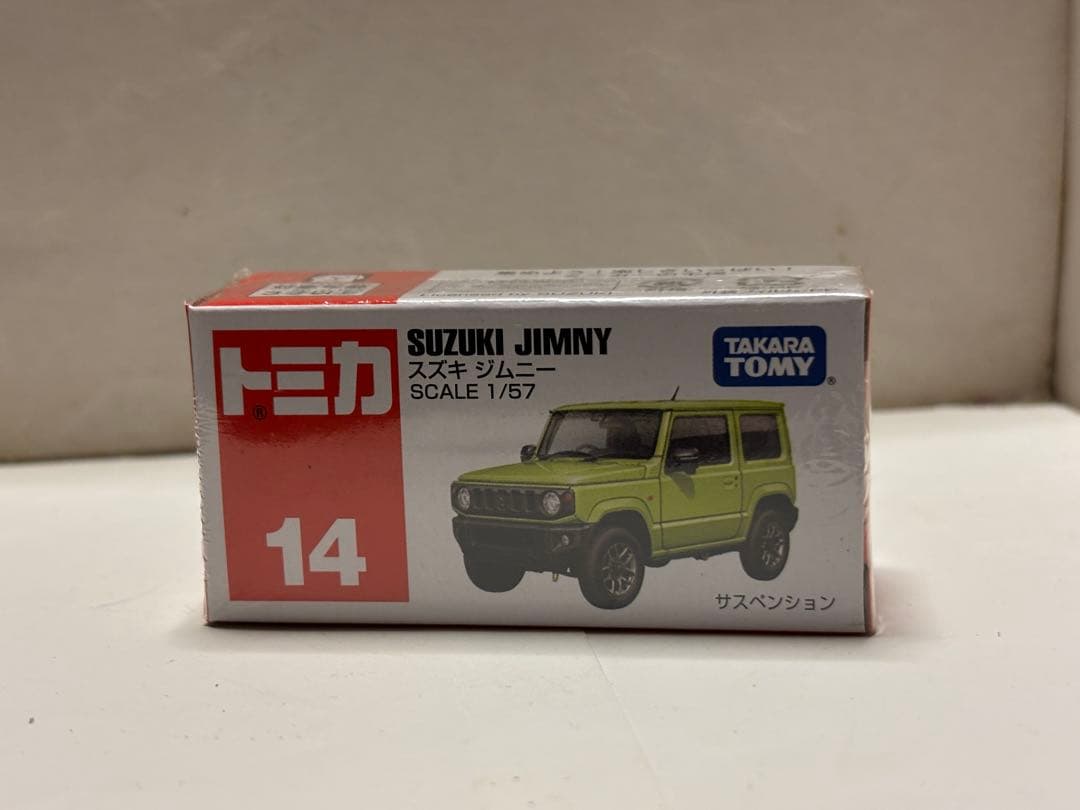 トミカ®
SUZUKI JIMNY
スズキ ジムニー
SCALE 1/57
TAKARA
TOMY®
14
サスペンション